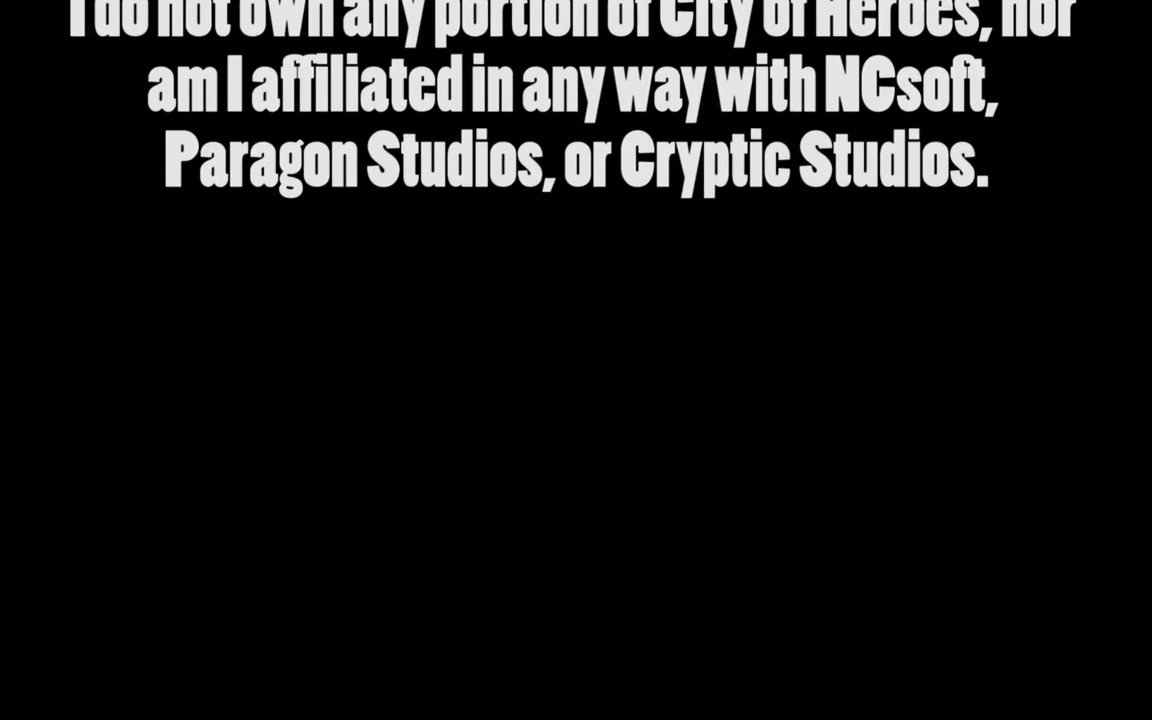 I do not own any portion of City of Heroes, nor
am I affiliated in any way with NCsoft,
Paragon Studios, or Cryptic Studios.